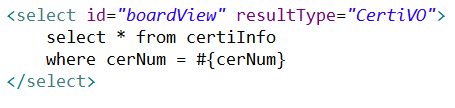 <select id="boardView" resultType="CertiVO">
    select * from certiInfo
    where cerNum = #{cerNum}
</select>